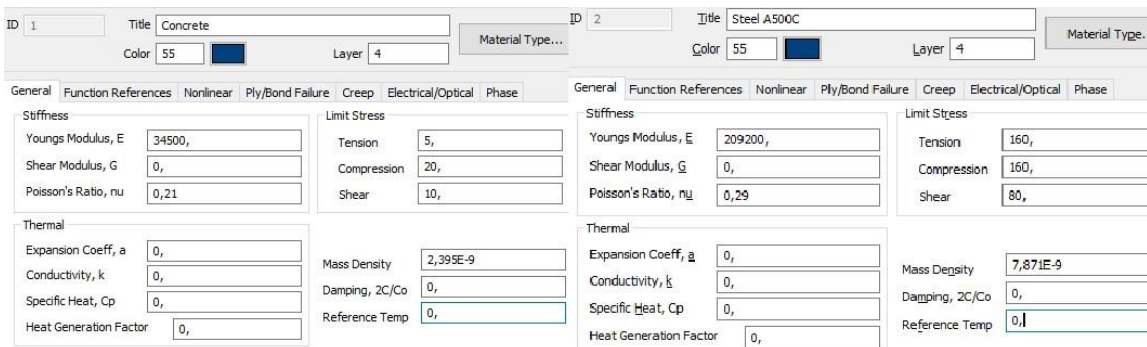 ID 1 Title Concrete
Color 55 Layer 4 Material Type...
General Function References Nonlinear Ply/Bond Failure Creep Electrical/Optical Phase
Stiffness Limit Stress
Youngs Modulus, E 34500, Tension 5,
Shear Modulus, G 0, Compression 20,
Poisson's Ratio, nu 0,21 Shear 10,
Thermal
Expansion Coeff, a 0, Mass Density 2,395E-9
Conductivity, k 0, Damping, 2C/Co 0,
Specific Heat, Cp 0, Reference Temp 0,
Heat Generation Factor 0,
ID 2 Title Steel A500C
Color 55 Layer 4 Material Type.
General Function References Nonlinear Ply/Bond Failure Creep Electrical/Optical Phase
Stiffness Limit Stress
Youngs Modulus, E 209200, Tension 160,
Shear Modulus, G 0, Compression 160,
Poisson's Ratio, nu 0,29 Shear 80,
Thermal
Expansion Coeff, a 0, Mass Density 7,871E-9
Conductivity, k 0, Damping, 2C/Co 0,
Specific Heat, Cp 0, Reference Temp 0,
Heat Generation Factor 0,